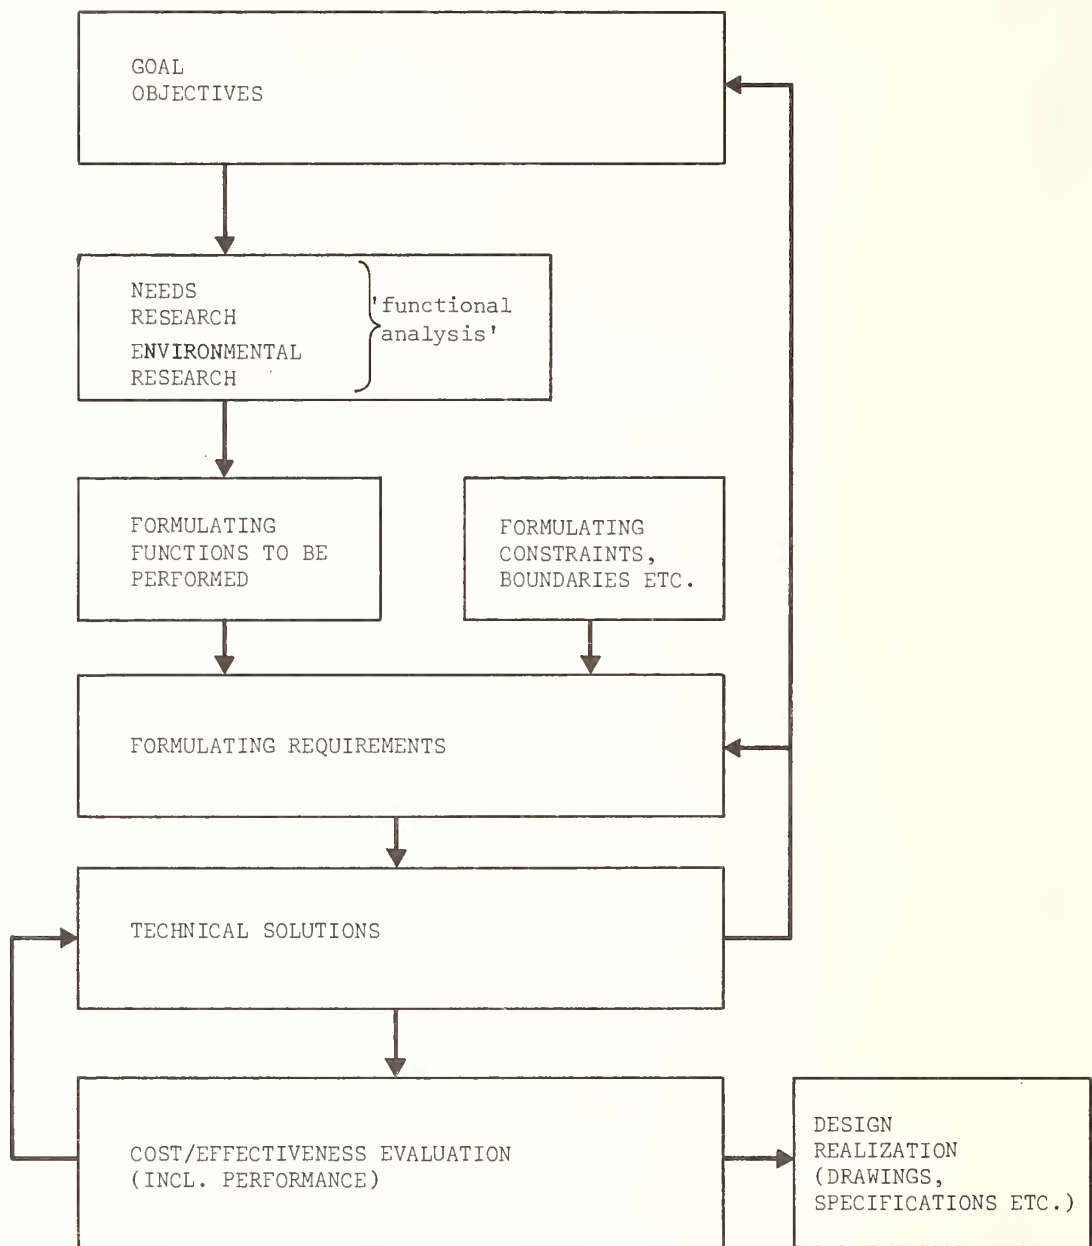 GOAL
OBJECTIVES
NEEDS
RESEARCH
ENVIRONMENTAL
RESEARCH
'functional
analysis'
FORMULATING
FUNCTIONS TO BE
PERFORMED
FORMULATING
CONSTRAINTS,
BOUNDARIES ETC.
FORMULATING REQUIREMENTS
TECHNICAL SOLUTIONS
COST/EFFECTIVENESS EVALUATION
(INCL. PERFORMANCE)
DESIGN
REALIZATION
(DRAWINGS,
SPECIFICATIONS ETC.)